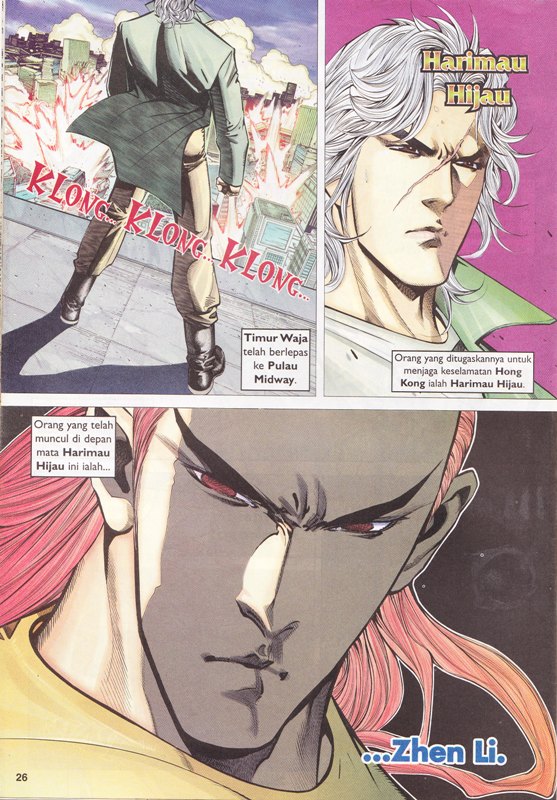 KLONG.. KLONG.. KLONG..
Timur Waja
telah berlepas
ke Pulau
Midway.
Harimau
Hijau
Orang yang ditugaskannya untuk
menjaga keselamatan Hong
Kong ialah Harimau Hijau.
Orang yang telah
muncul di depan
mata Harimau
Hijau ini ialah...
...Zhen Li.
26